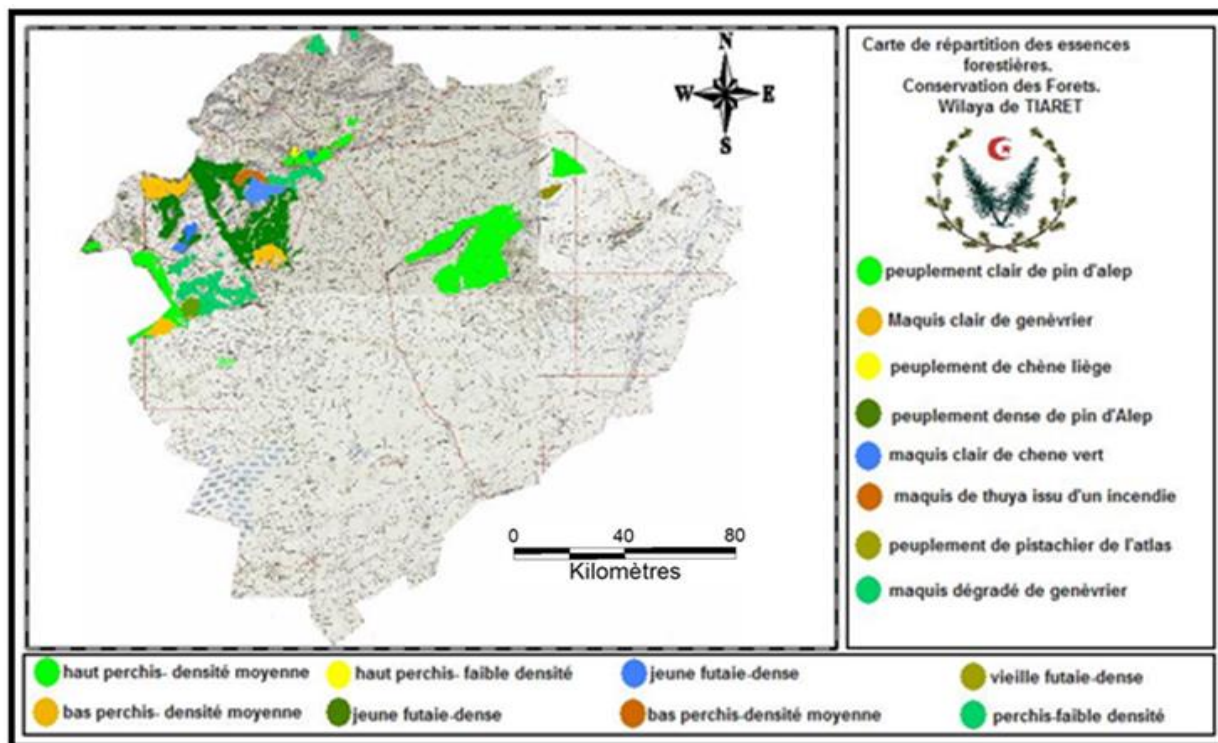 N
W E
S
0 40 80
Kilomètres
Carte de répartition des essences
forestières.
Conservation des Forets.
Wilaya de TIARET
peuplement clair de pin d'alep
Maquis clair de genèvrier
peuplement de chène liège
peuplement dense de pin d'Alep
maquis clair de chene vert
maquis de thuya issu d'un incendie
peuplement de pistachier de l'atlas
maquis dégradé de genèvrier
haut perchis- densité moyenne
haut perchis- faible densité
jeune futaie-dense
vieille futaie-dense
bas perchis- densité moyenne
jeune futaie-dense
bas perchis-densité moyenne
perchis-faible densité